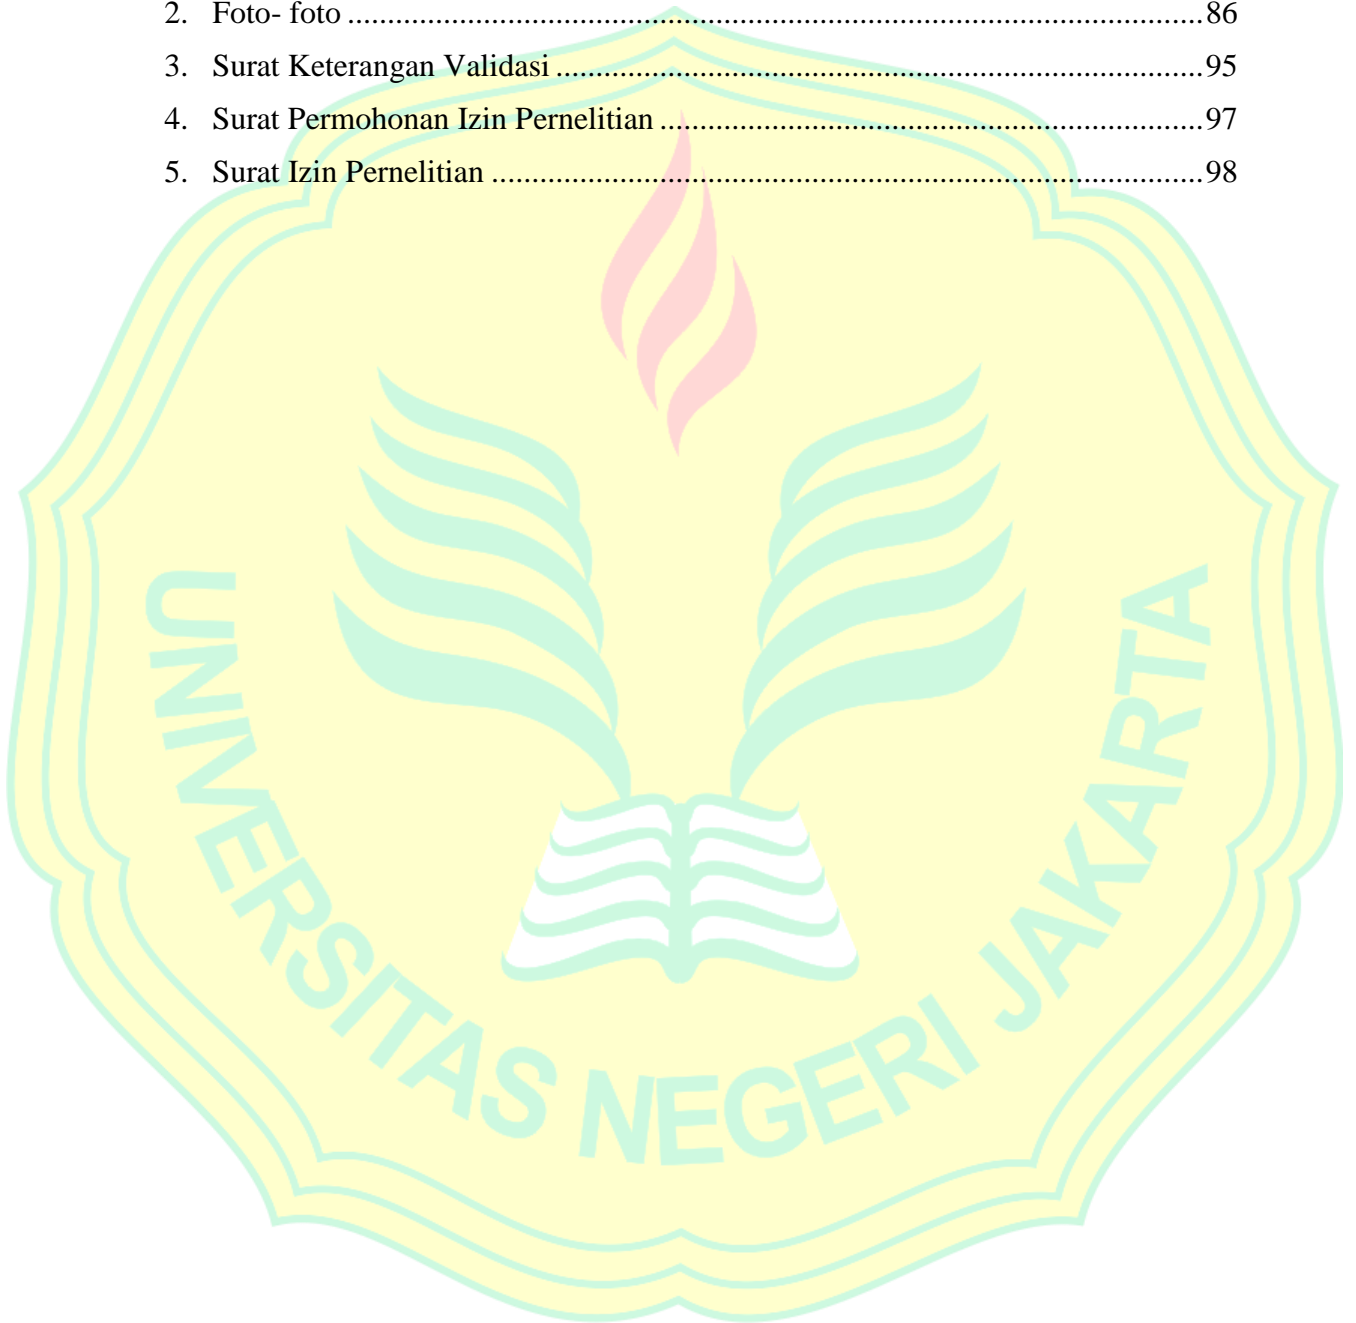 2. Foto- foto ........................................................................................................ 86
3. Surat Keterangan Validasi ............................................................................... 95
4. Surat Permohonan Izin Pernelitian .................................................................. 97
5. Surat Izin Pernelitian ....................................................................................... 98
UNIVERSITAS NEGERI JAKARTA